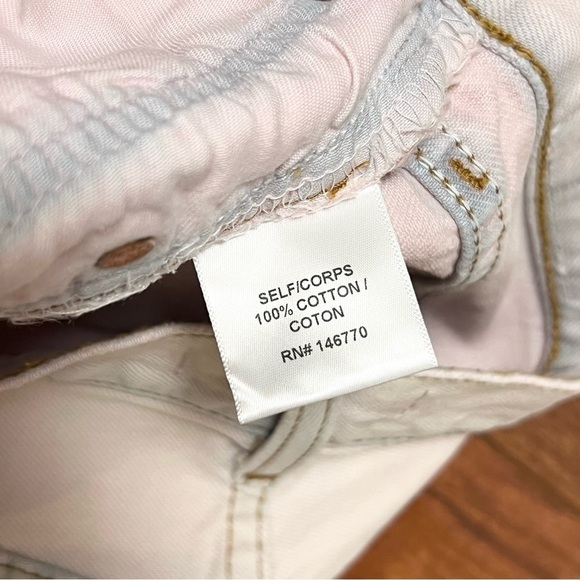 SELF/CORPS
100% COTTON /
COTON
RN# 146770